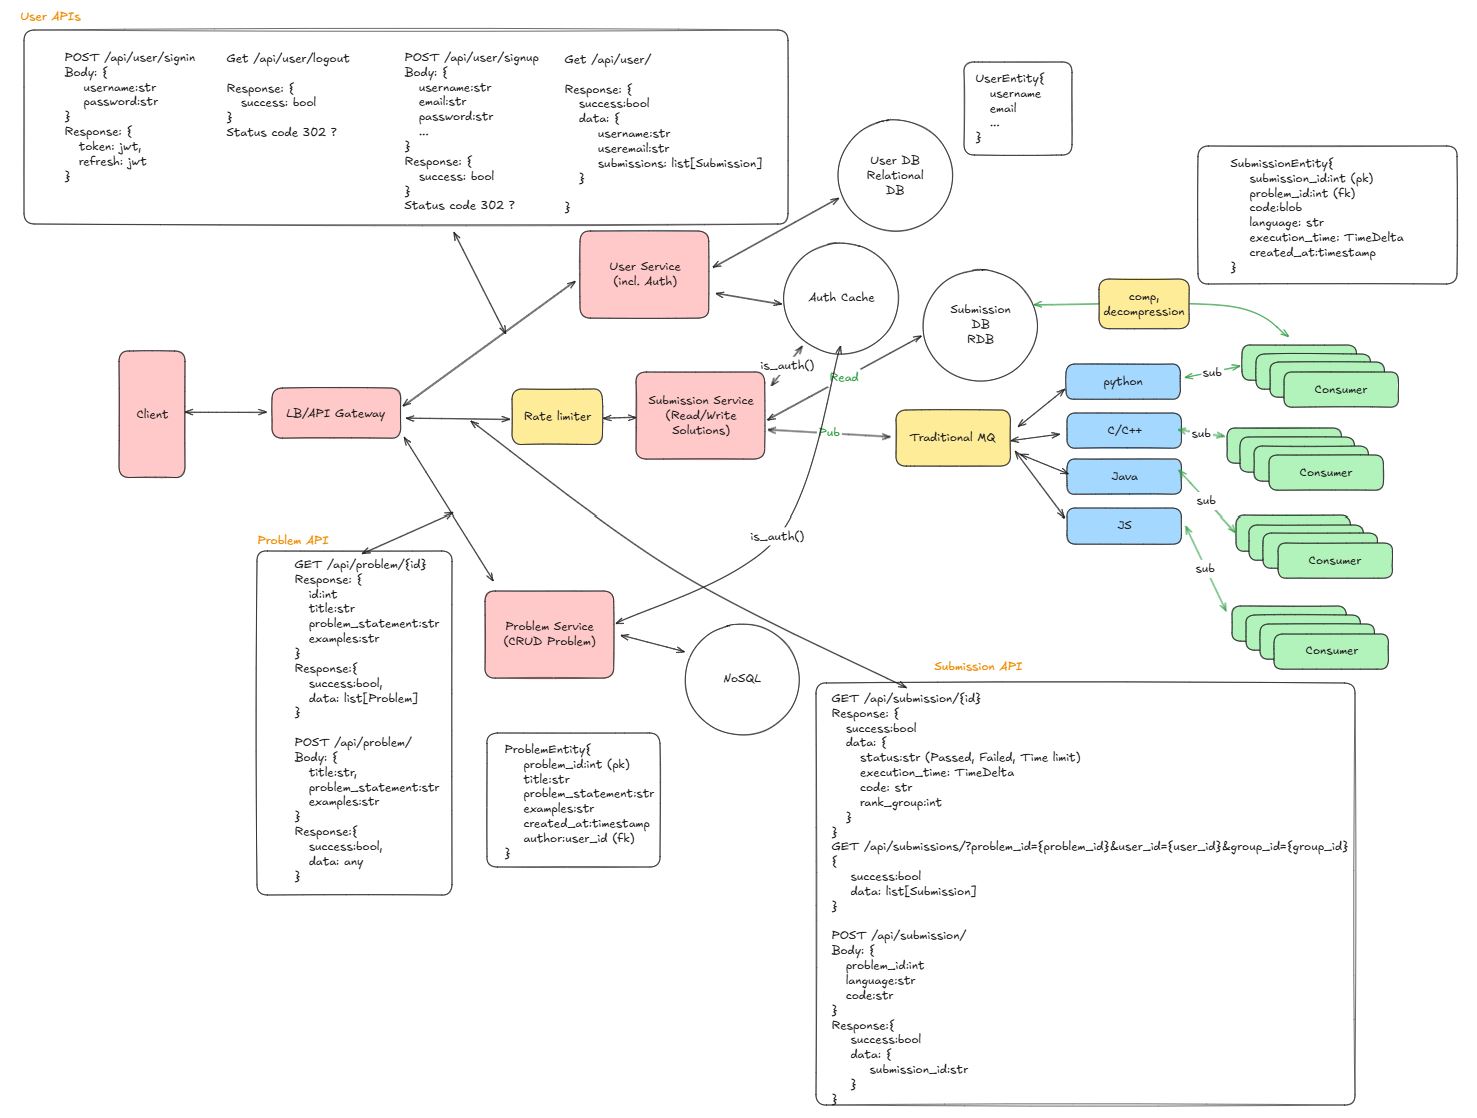 User APIs
POST /api/user/signin
Body: {
username:str
password:str
}
Response: {
token: jwt,
refresh: jwt
}
Get /api/user/logout
Response: {
success: bool
}
Status code 302 ?
POST /api/user/signup
Body: {
username:str
email:str
password:str
...
}
Response: {
success: bool
}
Status code 302 ?
Get /api/user/
Response: {
success:bool
data: {
username:str
useremail:str
submissions: list[Submission]
}
}
UserEntity{
username
email
...
}
User DB
Relational
DB
SubmissionEntity{
submission_id:int (pk)
problem_id:int (fk)
code:blob
language: str
execution_time: TimeDelta
created_at:timestamp
}
User Service
(incl. Auth)
Auth Cache
Submission
DB
RDB
comp,
decompression
Client
LB/API Gateway
Rate limiter
Submission Service
(Read/Write
Solutions)
is_auth()
Read
Pub
Traditional MQ
python
C/C++
Java
JS
sub
sub
sub
sub
Consumer
Consumer
Consumer
Consumer
is_auth()
Problem API
GET /api/problem/{id}
Response: {
id:int
title:str
problem_statement:str
examples:str
}
Response:{
success:bool,
data: list[Problem]
}
POST /api/problem/
Body: {
title:str,
problem_statement:str
examples:str
}
Response:{
success:bool,
data: any
}
Problem Service
(CRUD Problem)
NoSQL
ProblemEntity{
problem_id:int (pk)
title:str
problem_statement:str
examples:str
created_at:timestamp
author:user_id (fk)
}
Submission API
GET /api/submission/{id}
Response: {
success:bool
data: {
status:str (Passed, Failed, Time limit)
execution_time: TimeDelta
code: str
rank_group:int
}
}
GET /api/submissions/?problem_id={problem_id}&user_id={user_id}&group_id={group_id}
{
success:bool
data: list[Submission]
}
POST /api/submission/
Body: {
problem_id:int
language:str
code:str
}
Response:{
success:bool
data: {
submission_id:str
}
}